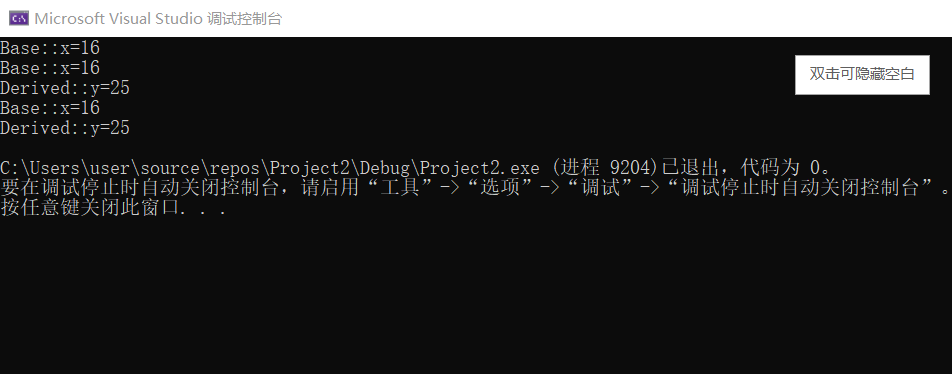 Microsoft Visual Studio 调试控制台
Base::x=16
Base::x=16
Derived::y=25
Base::x=16
Derived::y=25
双击可隐藏空白
C:\Users\user\source\repos\Project2\Debug\Project2.exe (进程 9204)已退出，代码为 0。
要在调试停止时自动关闭控制台，请启用“工具”->“选项”->“调试”->“调试停止时自动关闭控制台”。
按任意键关闭此窗口. . .